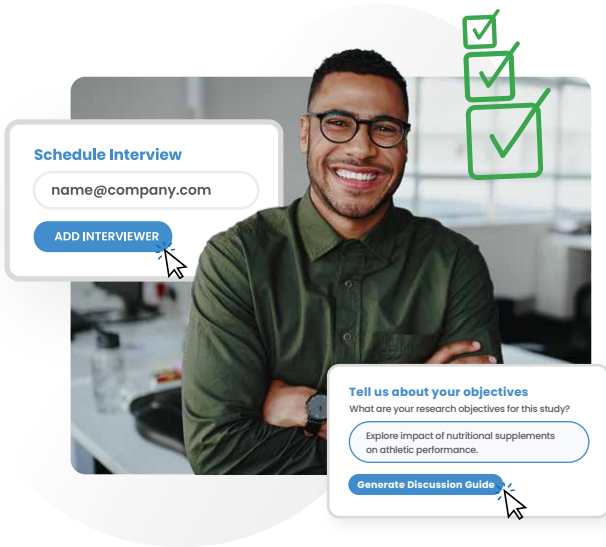 Schedule Interview
name@company.com
ADD INTERVIEWER
Tell us about your objectives
What are your research objectives for this study?
Explore impact of nutritional supplements
on athletic performance.
Generate Discussion Guide